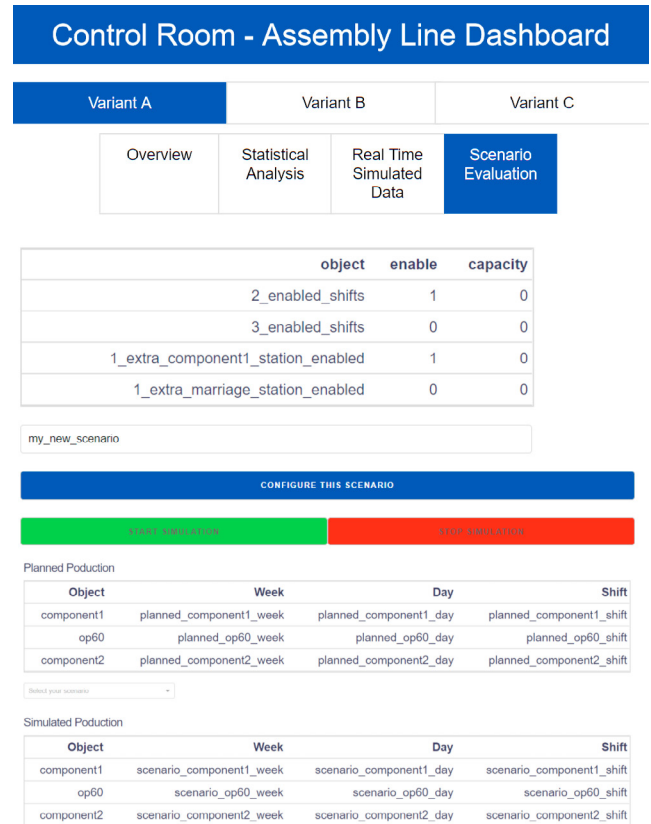 Control Room - Assembly Line Dashboard
Variant A Variant B Variant C
Overview Statistical Analysis Real Time Simulated Data Scenario Evaluation
object enable capacity
2_enabled_shifts 1 0
3_enabled_shifts 0 0
1_extra_component1_station_enabled 1 0
1_extra_marriage_station_enabled 0 0
my_new_scenario
CONFIGURE THIS SCENARIO
START SIMULATION STOP SIMULATION
Planned Poduction
Object Week Day Shift
component1 planned_component1_week planned_component1_day planned_component1_shift
op60 planned_op60_week planned_op60_day planned_op60_shift
component2 planned_component2_week planned_component2_day planned_component2_shift
Select your scenario
Simulated Poduction
Object Week Day Shift
component1 scenario_component1_week scenario_component1_day scenario_component1_shift
op60 scenario_op60_week scenario_op60_day scenario_op60_shift
component2 scenario_component2_week scenario_component2_day scenario_component2_shift